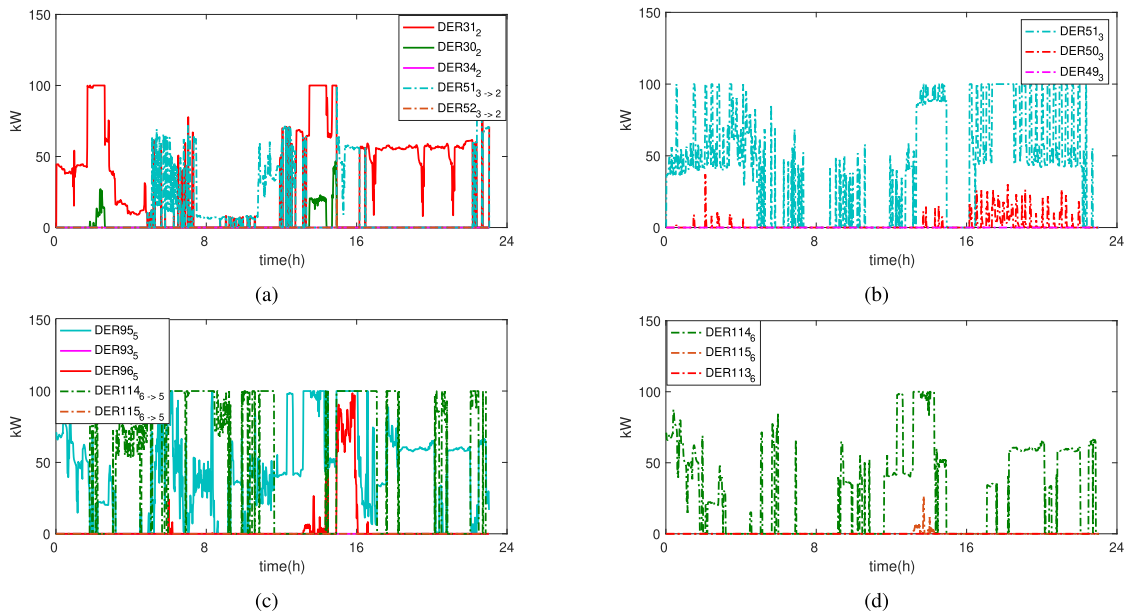 150
100
50
0
kW
0
8
16
24
time(h)
DER31₂
DER30₂
DER34₂
DER51₃ ₋> ₂
DER52₃ ₋> ₂
(a)
150
100
50
0
kW
0
8
16
24
time(h)
DER51₃
DER50₃
DER49₃
(b)
150
100
50
0
kW
0
8
16
24
time(h)
DER95₅
DER93₅
DER96₅
DER114₆ ₋> ₅
DER115₆ ₋> ₅
(c)
150
100
50
0
kW
0
8
16
24
time(h)
DER114₆
DER115₆
DER113₆
(d)